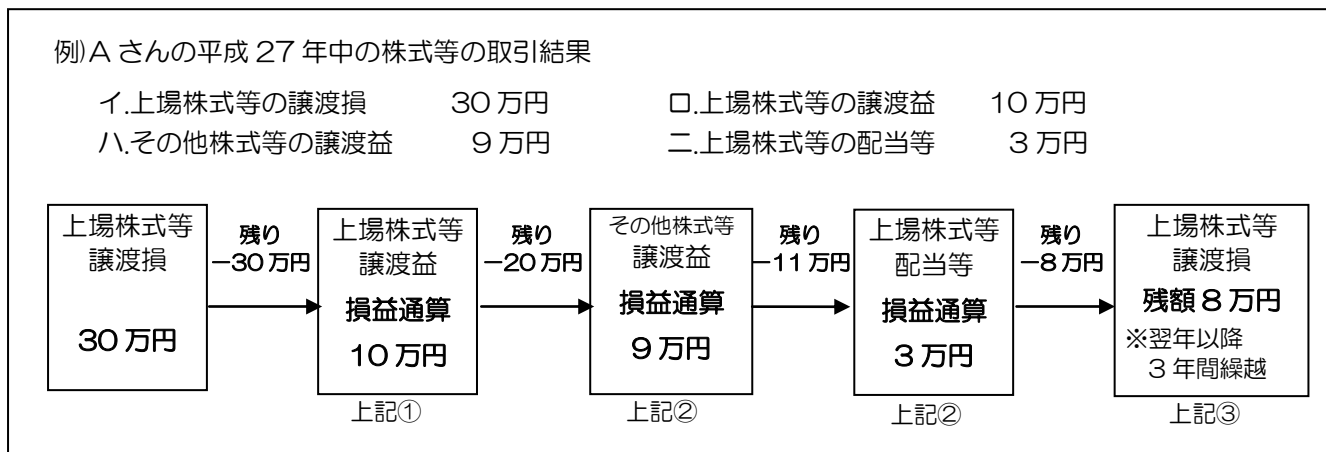 例)Aさんの平成27年中の株式等の取引結果
イ.上場株式等の譲渡損 30万円 ロ.上場株式等の譲渡益 10万円
ハ.その他株式等の譲渡益 9万円 ニ.上場株式等の配当等 3万円
上場株式等
譲渡損
30万円
残り
−30万円
上場株式等
譲渡益
損益通算
10万円
上記①
残り
−20万円
その他株式等
譲渡益
損益通算
9万円
上記②
残り
−11万円
上場株式等
配当等
損益通算
3万円
上記②
残り
−8万円
上場株式等
譲渡損
残額8万円
※翌年以降
3年間繰越
上記③